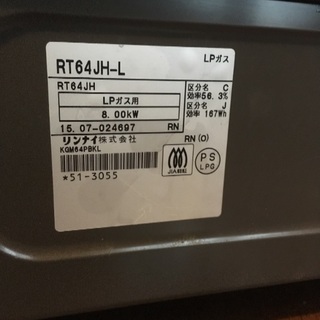 LPガス
RT64JH-L
RT64JH
LPガス用
8.00kW
15.07-024697 RN
リンナイ株式会社
KGM64PBKL
*51-3055
区分名 C
効率56.3%
区分名 J
効率 167Wh
RN (O)
JIA
PS
LPG